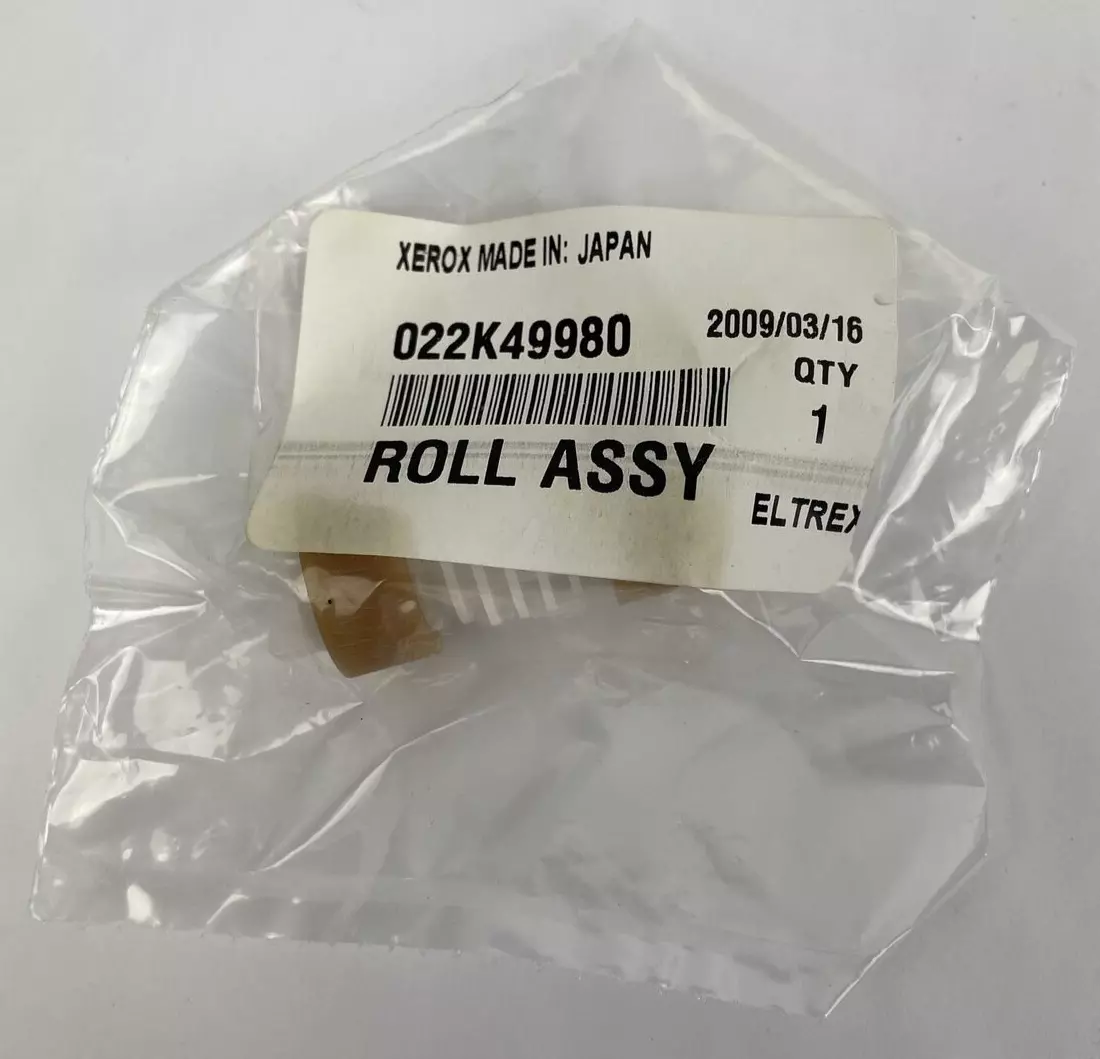 XEROX MADE IN: JAPAN
022K49980
2009/03/16
QTY
1
ROLL ASSY
ELTREX